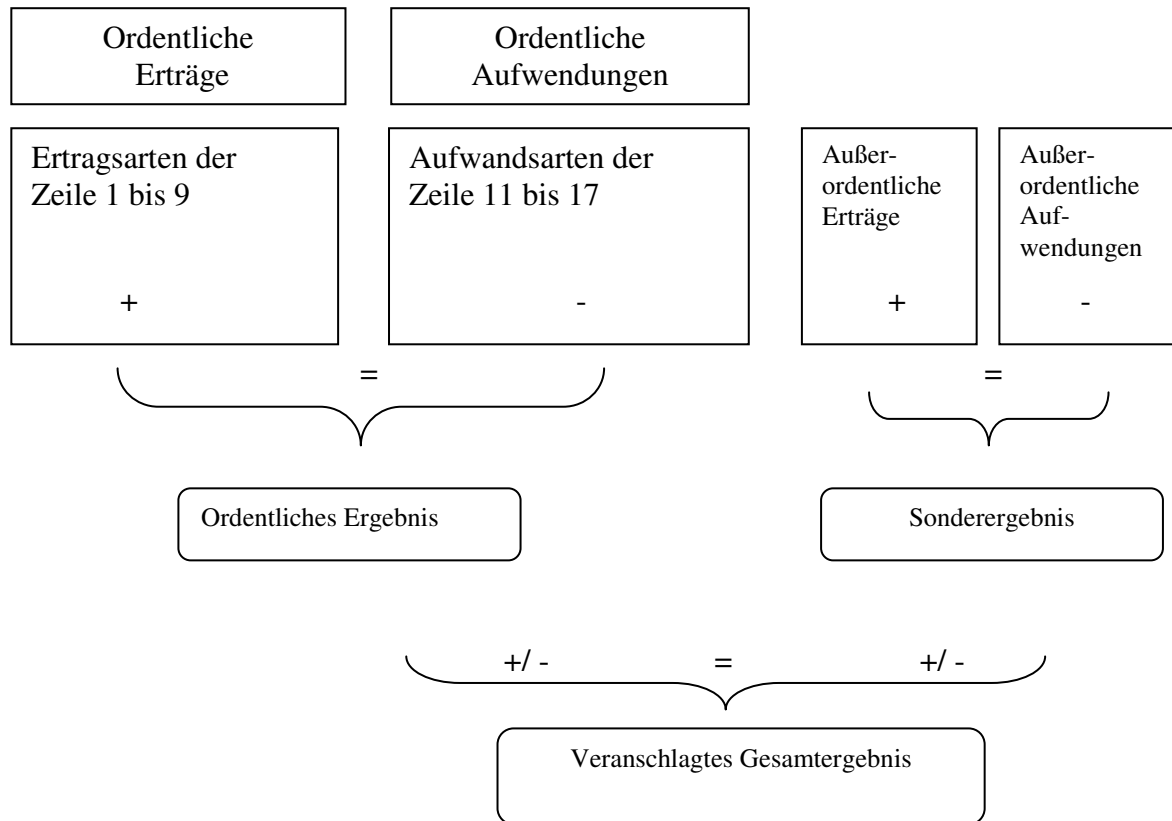 Ordentliche
Erträge
Ordentliche
Aufwendungen
Ertragsarten der
Zeile 1 bis 9
+
Aufwandsarten der
Zeile 11 bis 17
-
Außer-
ordentliche
Erträge
+
Außer-
ordentliche
Auf-
wendungen
-
=
=
Ordentliches Ergebnis
Sonderergebnis
+/ -
=
+/ -
Veranschlagtes Gesamtergebnis